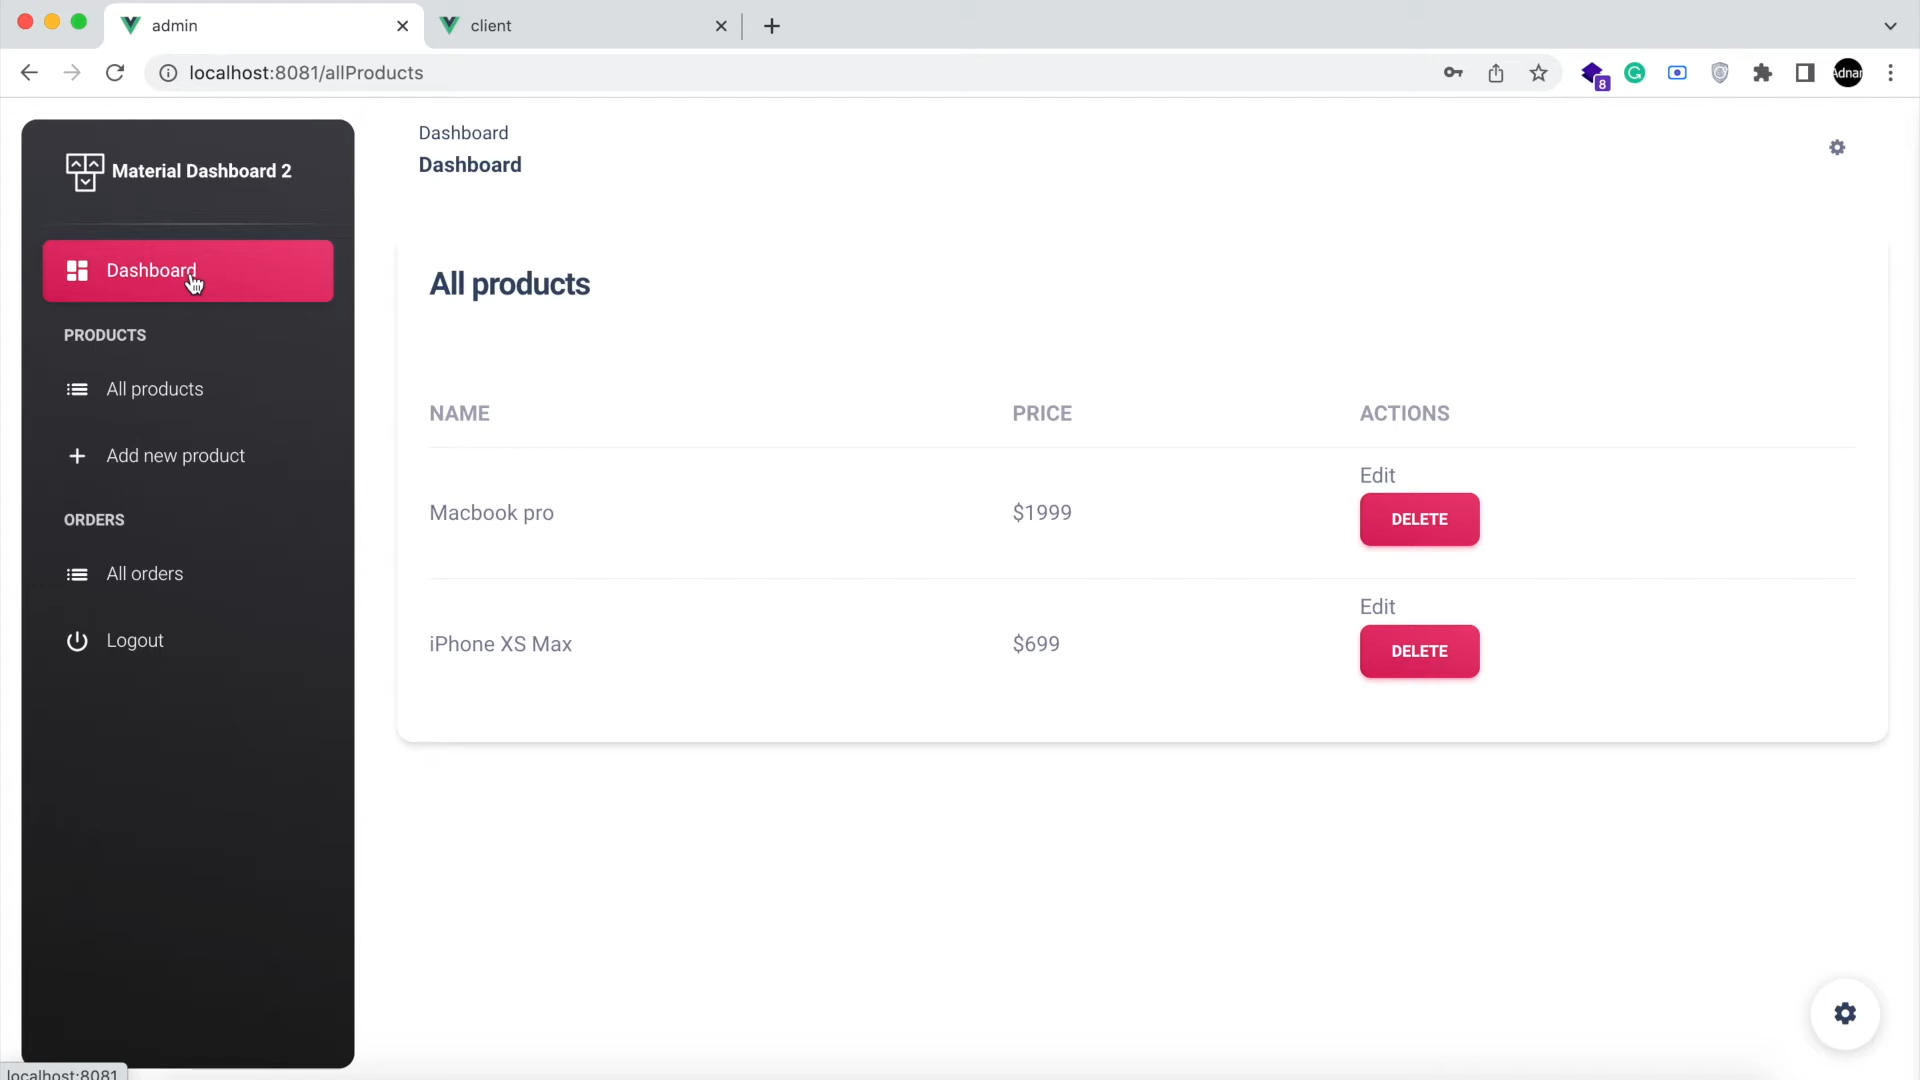 admin
client
localhost:8081/allProducts
8
Adnan
Material Dashboard 2
Dashboard
PRODUCTS
All products
Add new product
ORDERS
All orders
Logout
Dashboard
Dashboard
All products
NAME PRICE ACTIONS
Edit
Macbook pro $1999 DELETE
Edit
iPhone XS Max $699 DELETE
localhost:8081